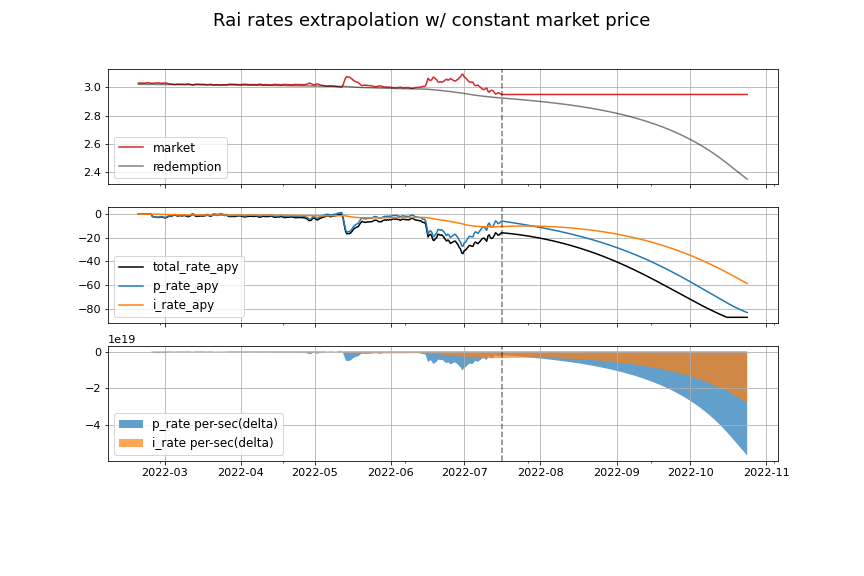 Rai rates extrapolation w/ constant market price
3.0
2.8
2.6
2.4
market
redemption
0
−20
−40
−60
−80
total_rate_apy
p_rate_apy
i_rate_apy
1e19
0
−2
−4
p_rate per-sec(delta)
i_rate per-sec(delta)
2022-03 2022-04 2022-05 2022-06 2022-07 2022-08 2022-09 2022-10 2022-11